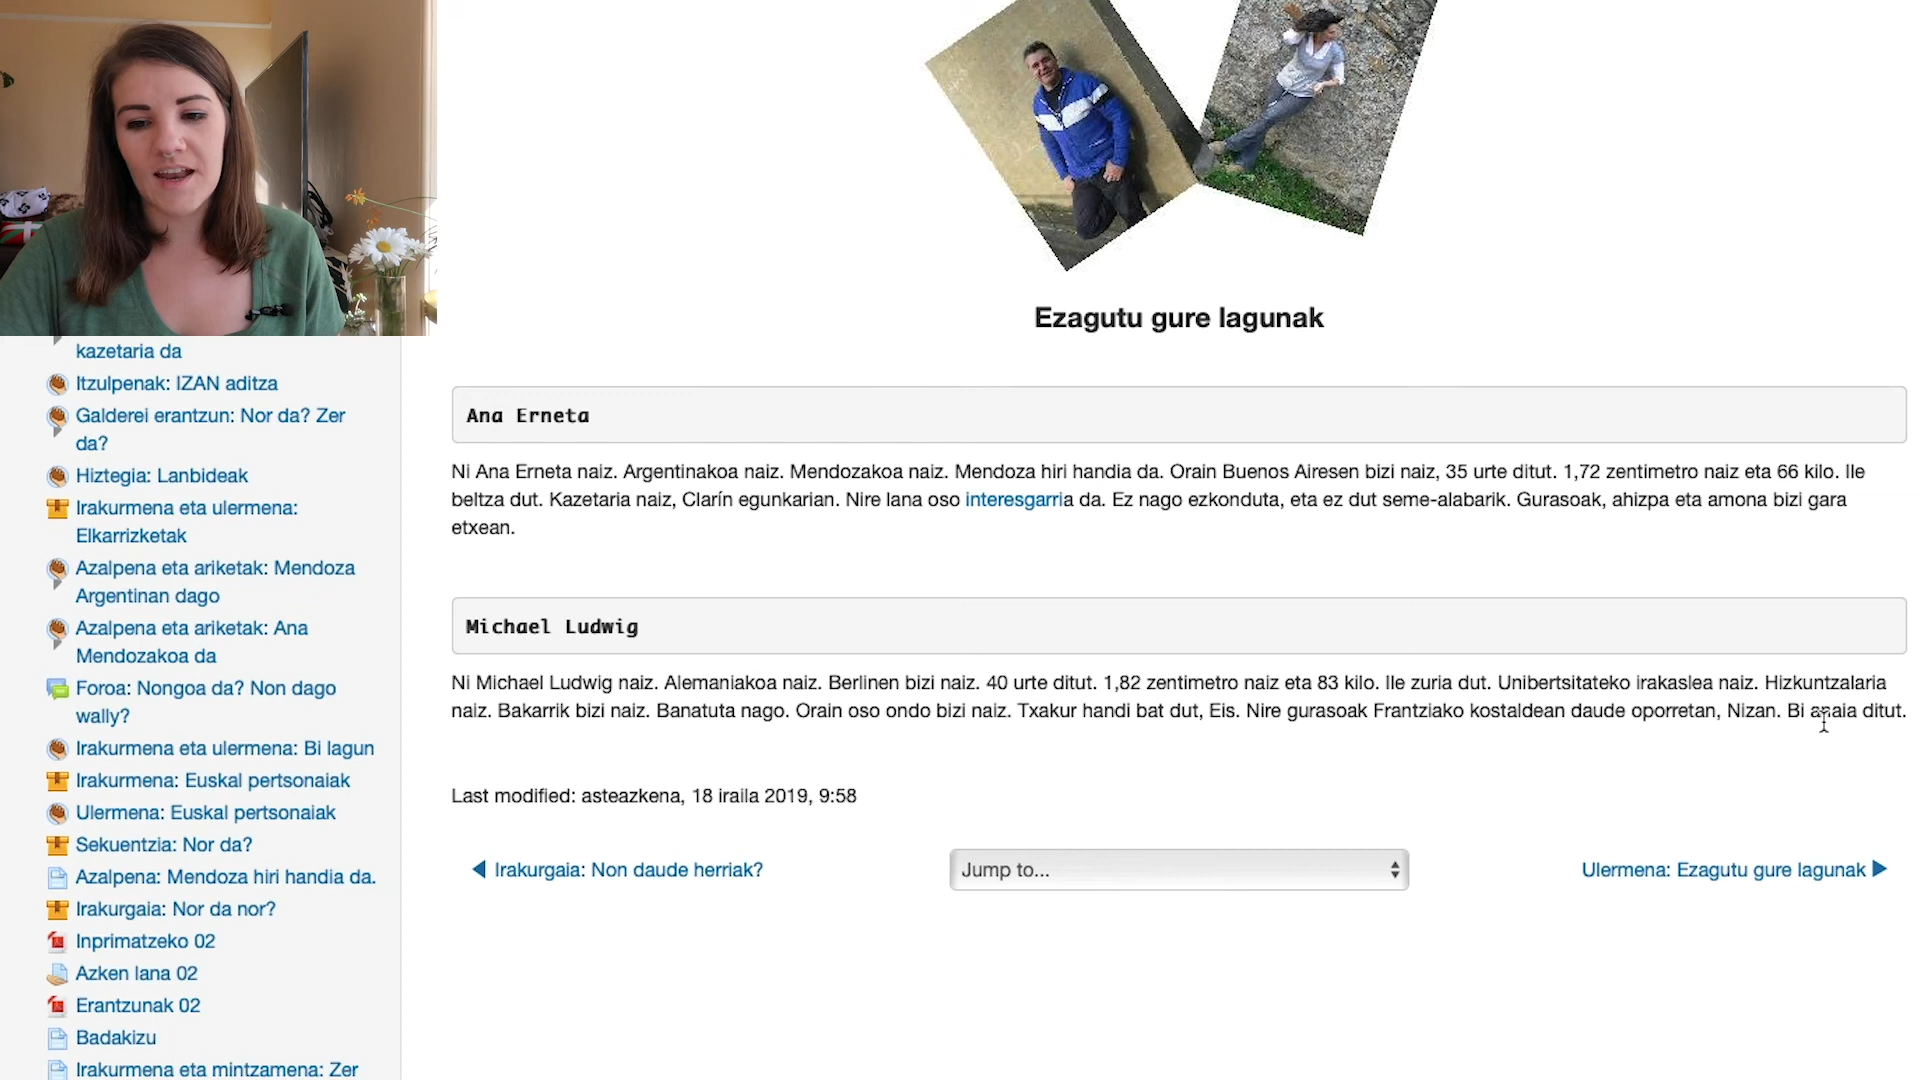 kazetaria da
Itzulpenak: IZAN aditza
Galderei erantzun: Nor da? Zer
da?
Hiztegia: Lanbideak
Irakurmena eta ulermena:
Elkarrizketak
Azalpena eta ariketak: Mendoza
Argentinan dago
Azalpena eta ariketak: Ana
Mendozakoa da
Foroa: Nongoa da? Non dago
wally?
Irakurmena eta ulermena: Bi lagun
Irakurmena: Euskal pertsonaiak
Ulermena: Euskal pertsonaiak
Sekuentzia: Nor da?
Azalpena: Mendoza hiri handia da.
Irakurgaia: Nor da nor?
Inprimatzeko 02
Azken lana 02
Erantzunak 02
Badakizu
Irakurmena eta mintzamena: Zer
Ezagutu gure lagunak
Ana Erneta
Ni Ana Erneta naiz. Argentinakoa naiz. Mendozakoa naiz. Mendoza hiri handia da. Orain Buenos Airesen bizi naiz, 35 urte ditut. 1,72 zentimetro naiz eta 66 kilo. Ile
beltza dut. Kazetaria naiz, Clarín egunkarian. Nire lana oso interesgarria da. Ez nago ezkonduta, eta ez dut seme-alabarik. Gurasoak, ahizpa eta amona bizi gara
etxean.
Michael Ludwig
Ni Michael Ludwig naiz. Alemaniakoa naiz. Berlinen bizi naiz. 40 urte ditut. 1,82 zentimetro naiz eta 83 kilo. Ile zuria dut. Unibertsitateko irakaslea naiz. Hizkuntzalaria
naiz. Bakarrik bizi naiz. Banatuta nago. Orain oso ondo bizi naiz. Txakur handi bat dut, Eis. Nire gurasoak Frantziako kostaldean daude oporretan, Nizan. Bi anaia ditut.
Last modified: asteazkena, 18 iraila 2019, 9:58
Irakurgaia: Non daude herriak?
Jump to...
Ulermena: Ezagutu gure lagunak